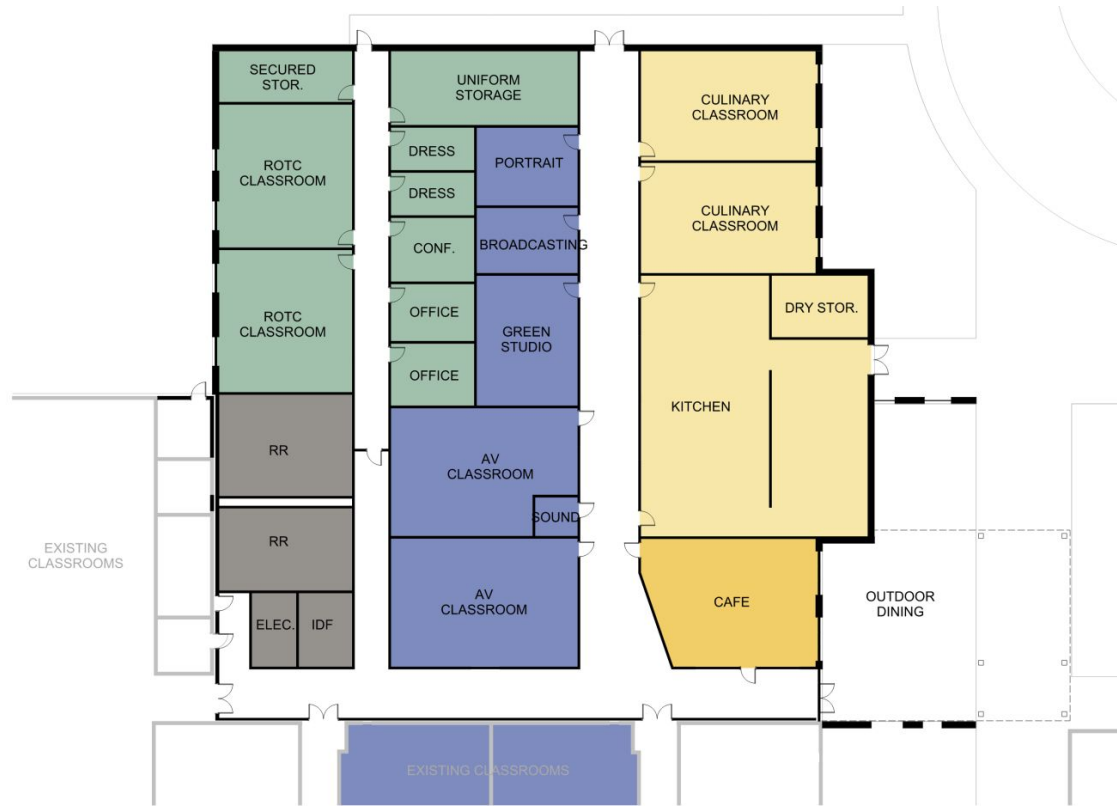 SECURED
STOR.
UNIFORM
STORAGE
CULINARY
CLASSROOM
ROTC
CLASSROOM
DRESS
PORTRAIT
DRESS
CULINARY
CLASSROOM
CONF.
BROADCASTING
ROTC
CLASSROOM
OFFICE
GREEN
STUDIO
DRY STOR.
OFFICE
KITCHEN
RR
AV
CLASSROOM
SOUND
RR
EXISTING
CLASSROOMS
ELEC.
IDF
AV
CLASSROOM
CAFE
OUTDOOR
DINING
EXISTING CLASSROOMS